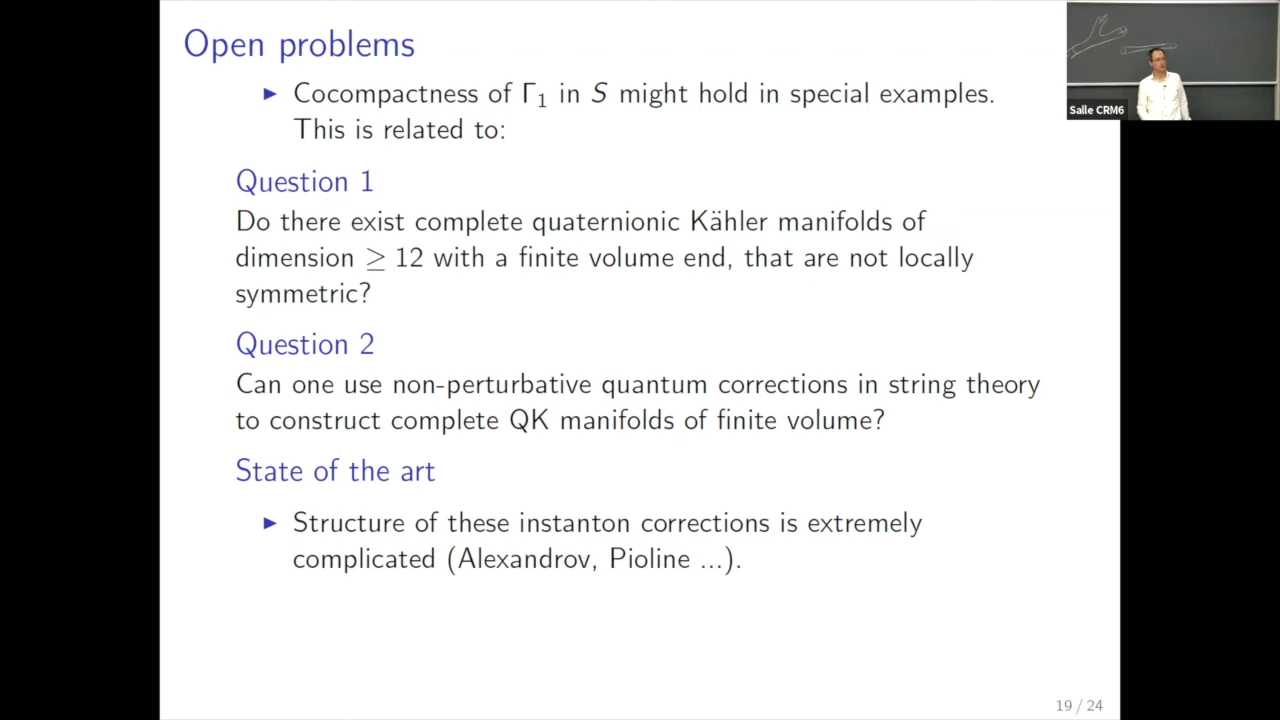 Open problems
▶ Cocompactness of Γ₁ in S might hold in special examples.
This is related to:
Question 1
Do there exist complete quaternionic Kähler manifolds of
dimension ≥ 12 with a finite volume end, that are not locally
symmetric?
Question 2
Can one use non-perturbative quantum corrections in string theory
to construct complete QK manifolds of finite volume?
State of the art
▶ Structure of these instanton corrections is extremely
complicated (Alexandrov, Pioline ...).
19 / 24
Salle CRM6